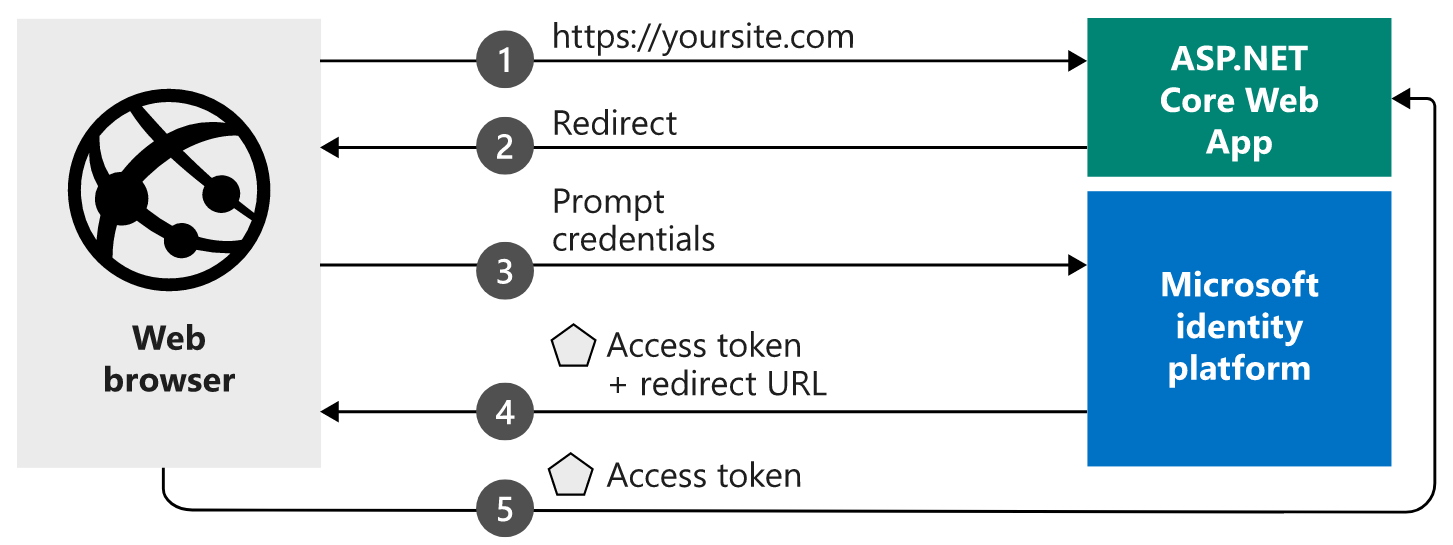 https://yoursite.com
1
ASP.NET
Core Web
App
Redirect
2
Prompt
credentials
3
Microsoft
identity
platform
Web
browser
Access token
+ redirect URL
4
Access token
5